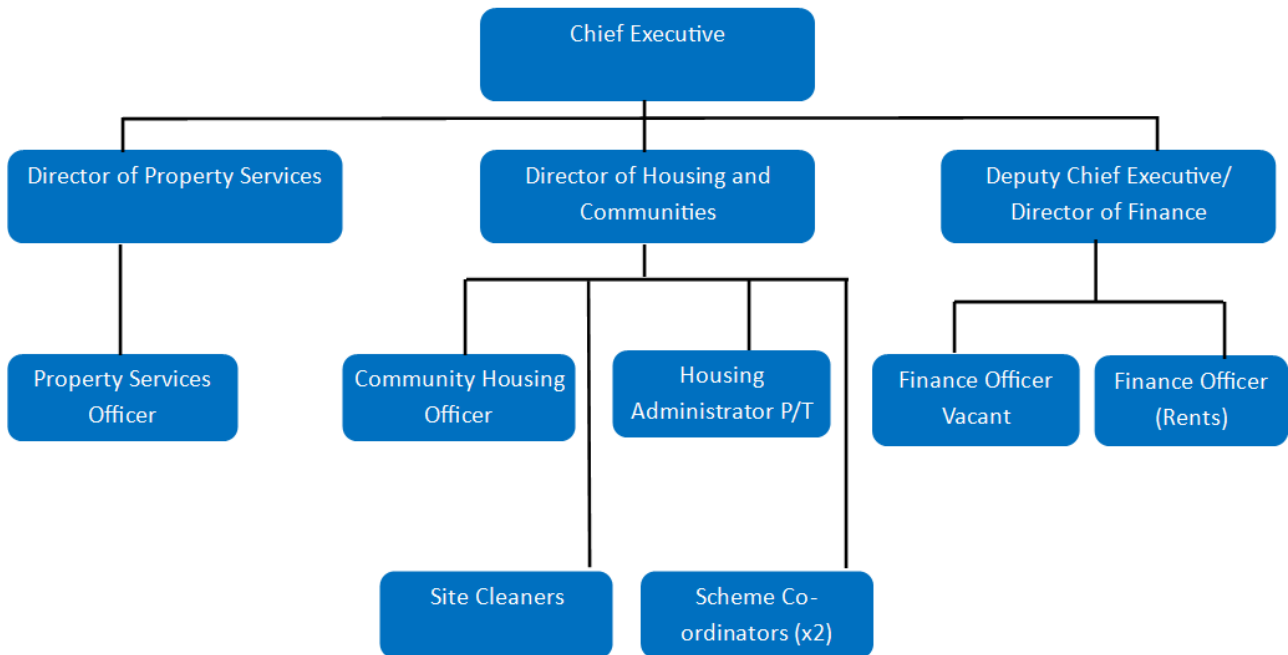 Chief Executive
Director of Property Services
Director of Housing and
Communities
Deputy Chief Executive/
Director of Finance
Property Services
Officer
Community Housing
Officer
Housing
Administrator P/T
Finance Officer
Vacant
Finance Officer
(Rents)
Site Cleaners
Scheme Co-
ordinators (x2)